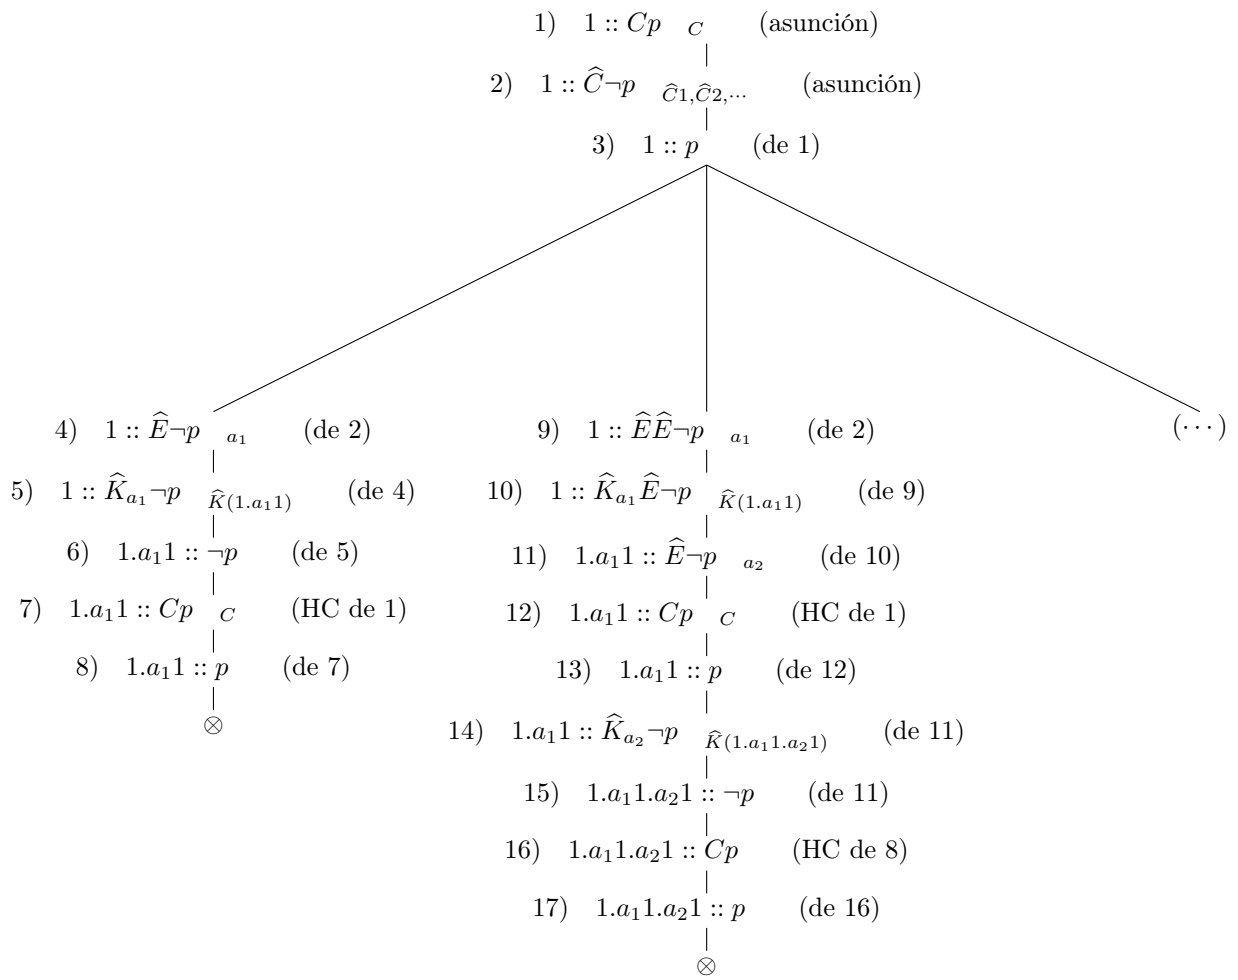 1) 1 :: Cp C (asunción)
2) 1 :: Ĉ¬p Ĉ1,Ĉ2,⋯ (asunción)
3) 1 :: p (de 1)
4) 1 :: Ê¬p a₁ (de 2)
5) 1 :: K̂a₁¬p K̂(1.a₁1) (de 4)
6) 1.a₁1 :: ¬p (de 5)
7) 1.a₁1 :: Cp C (HC de 1)
8) 1.a₁1 :: p (de 7)
⊗
9) 1 :: ÊÊ¬p a₁ (de 2)
10) 1 :: K̂a₁Ê¬p K̂(1.a₁1) (de 9)
11) 1.a₁1 :: Ê¬p a₂ (de 10)
12) 1.a₁1 :: Cp C (HC de 1)
13) 1.a₁1 :: p (de 12)
14) 1.a₁1 :: K̂a₂¬p K̂(1.a₁1.a₂1) (de 11)
15) 1.a₁1.a₂1 :: ¬p (de 11)
16) 1.a₁1.a₂1 :: Cp (HC de 8)
17) 1.a₁1.a₂1 :: p (de 16)
⊗
(⋯)